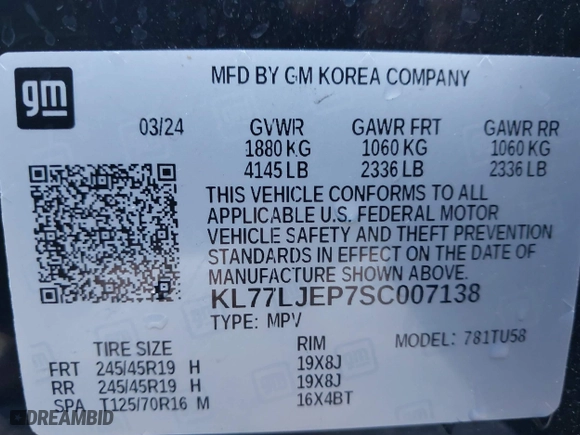 gm
MFD BY GM KOREA COMPANY
03/24 GVWR GAWR FRT GAWR RR
1880 KG 1060 KG 1060 KG
4145 LB 2336 LB 2336 LB
THIS VEHICLE CONFORMS TO ALL
APPLICABLE U.S. FEDERAL MOTOR
VEHICLE SAFETY AND THEFT PREVENTION
STANDARDS IN EFFECT ON THE DATE OF
MANUFACTURE SHOWN ABOVE.
KL77LJEP7SC007138
TYPE: MPV MODEL: 781TU58
TIRE SIZE RIM
FRT 245/45R19 H 19X8J
RR 245/45R19 H 19X8J
SPA T125/70R16 M 16X4BT
DREAMBID